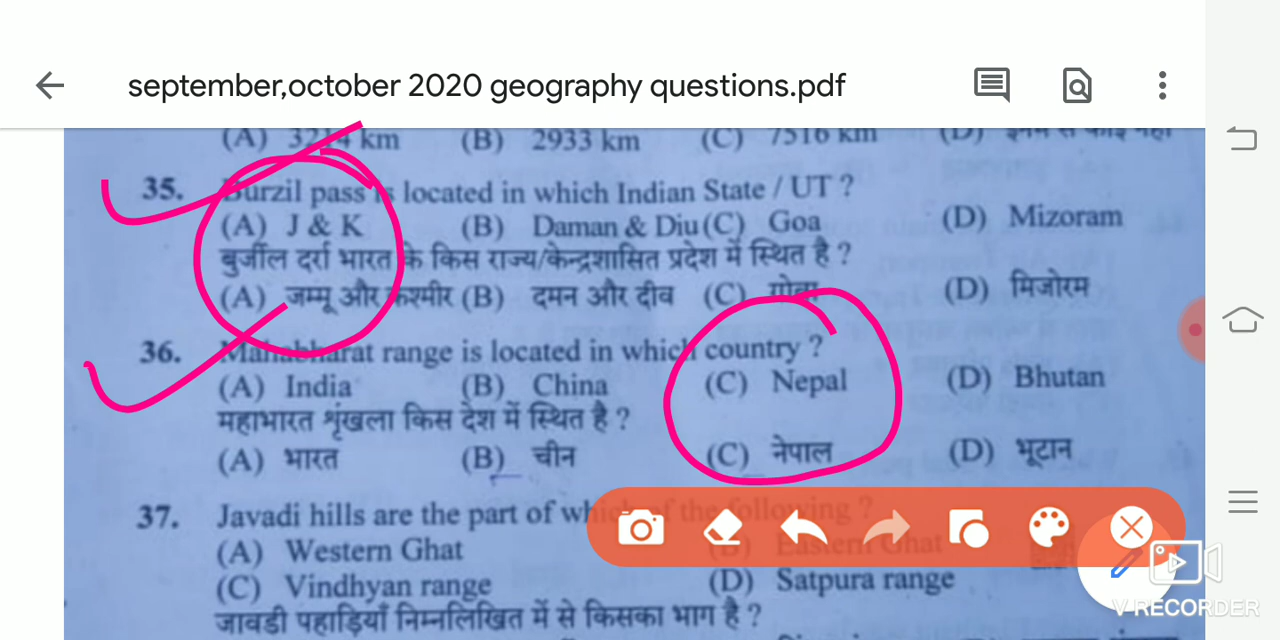 september,october 2020 geography questions.pdf
(A) 3214 km (B) 2933 km (C) 7516 km (D) इनमें से कोई नहीं
35. Burzil pass is located in which Indian State / UT ?
(A) J & K (B) Daman & Diu (C) Goa (D) Mizoram
बुर्जील दर्रा भारत के किस राज्य/केन्द्रशासित प्रदेश में स्थित है ?
(A) जम्मू और कश्मीर (B) दमन और दीव (C) गोवा (D) मिजोरम
36. Mahabharat range is located in which country ?
(A) India (B) China (C) Nepal (D) Bhutan
महाभारत शृंखला किस देश में स्थित है ?
(A) भारत (B) चीन (C) नेपाल (D) भूटान
37. Javadi hills are the part of which of the following ?
(A) Western Ghat (B) Eastern Ghat
(C) Vindhyan range (D) Satpura range
जावडी पहाड़ियाँ निम्नलिखित में से किसका भाग है ?
V RECORDER